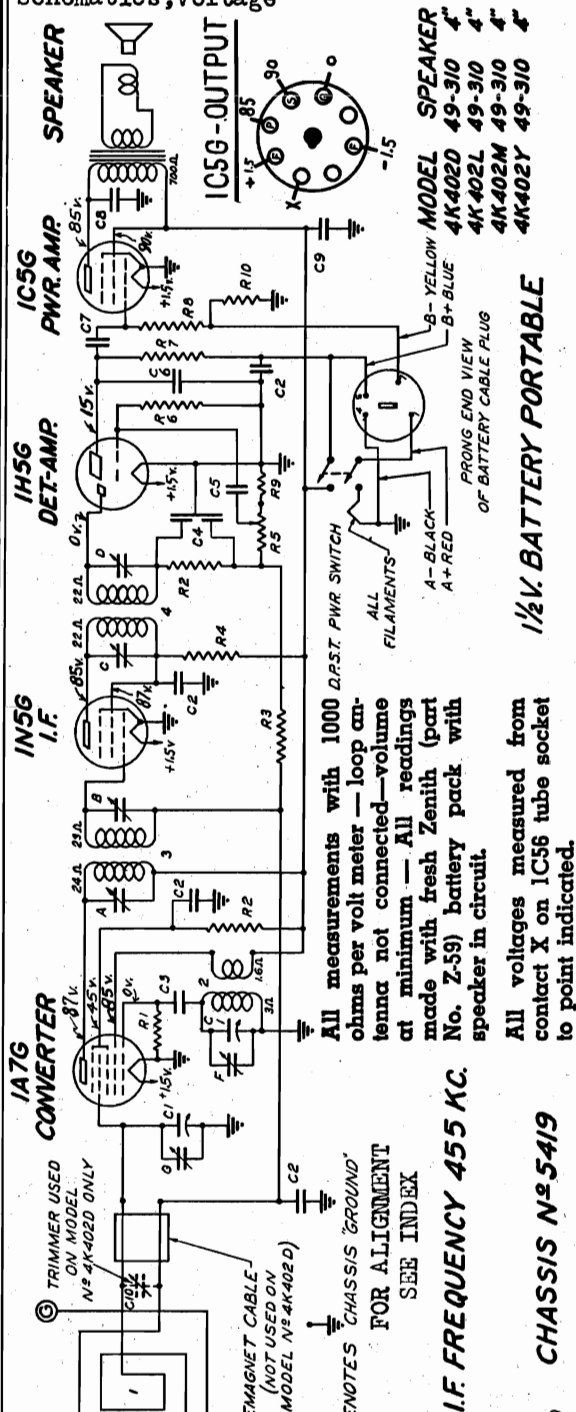 schematics,voltage
1A7G
CONVERTER
1N5G
I.F.
1H5G
DET-AMP.
1C5G
PWR. AMP.
SPEAKER
G
TRIMMER USED
ON MODEL
Nº 4K402D ONLY
C10
1
87v.
45v.
85v.
0v.
+1.5v.
G
C1
R1
C3
F
C
2
3Ω
1.6Ω
C2
R2
24Ω
A
3
23Ω
B
+1.5V
85v.
87v.
C2
C
22Ω
4
22Ω
D
R4
R3
0v.
15v.
+1.5v.
R2
C4
C5
R5
R9
R6
C6
R7
C2
C7
R8
R10
85v.
90v.
+1.5v.
C8
700Ω
C9
C2
1C5G-OUTPUT
X
+1.5
.85
90
0
-1.5
F
P
S
G
F
EMAGNET CABLE
(NOT USED ON
MODEL Nº 4K402D)
ENOTES "CHASSIS GROUND"
FOR ALIGNMENT
SEE INDEX
I.F. FREQUENCY 455 KC.
CHASSIS Nº 5419
All measurements with 1000
ohms per volt meter — loop an-
tenna not connected—volume
at minimum — All readings
made with fresh Zenith (part
No. Z-59) battery pack with
speaker in circuit.
All voltages measured from
contact X on 1C56 tube socket
to point indicated.
D.P.S.T. PWR. SWITCH
ALL
FILAMENTS
A- BLACK
A+ RED
B- YELLOW
B+ BLUE
PRONG END VIEW
OF BATTERY CABLE PLUG
1½ V. BATTERY PORTABLE
MODEL SPEAKER
4K402D 49-310 4"
4K402L 49-310 4"
4K402M 49-310 4"
4K402Y 49-310 4"